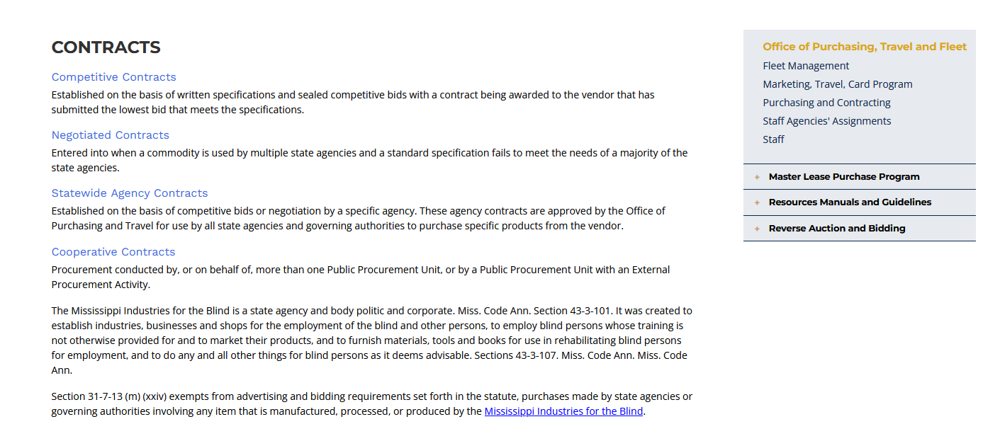 CONTRACTS
Competitive Contracts
Established on the basis of written specifications and sealed competitive bids with a contract being awarded to the vendor that has
submitted the lowest bid that meets the specifications.
Negotiated Contracts
Entered into when a commodity is used by multiple state agencies and a standard specification fails to meet the needs of a majority of the
state agencies.
Statewide Agency Contracts
Established on the basis of competitive bids or negotiation by a specific agency. These agency contracts are approved by the Office of
Purchasing and Travel for use by all state agencies and governing authorities to purchase specific products from the vendor.
Cooperative Contracts
Procurement conducted by, or on behalf of, more than one Public Procurement Unit, or by a Public Procurement Unit with an External
Procurement Activity.
The Mississippi Industries for the Blind is a state agency and body politic and corporate. Miss. Code Ann. Section 43-3-101. It was created to
establish industries, businesses and shops for the employment of the blind and other persons, to employ blind persons whose training is
not otherwise provided for and to market their products, and to furnish materials, tools and books for use in rehabilitating blind persons
for employment, and to do any and all other things for blind persons as it deems advisable. Sections 43-3-107. Miss. Code Ann. Miss. Code
Ann.
Section 31-7-13 (m) (xxiv) exempts from advertising and bidding requirements set forth in the statute, purchases made by state agencies or
governing authorities involving any item that is manufactured, processed, or produced by the Mississippi Industries for the Blind.
Office of Purchasing, Travel and Fleet
Fleet Management
Marketing, Travel, Card Program
Purchasing and Contracting
Staff Agencies' Assignments
Staff
+ Master Lease Purchase Program
+ Resources Manuals and Guidelines
+ Reverse Auction and Bidding